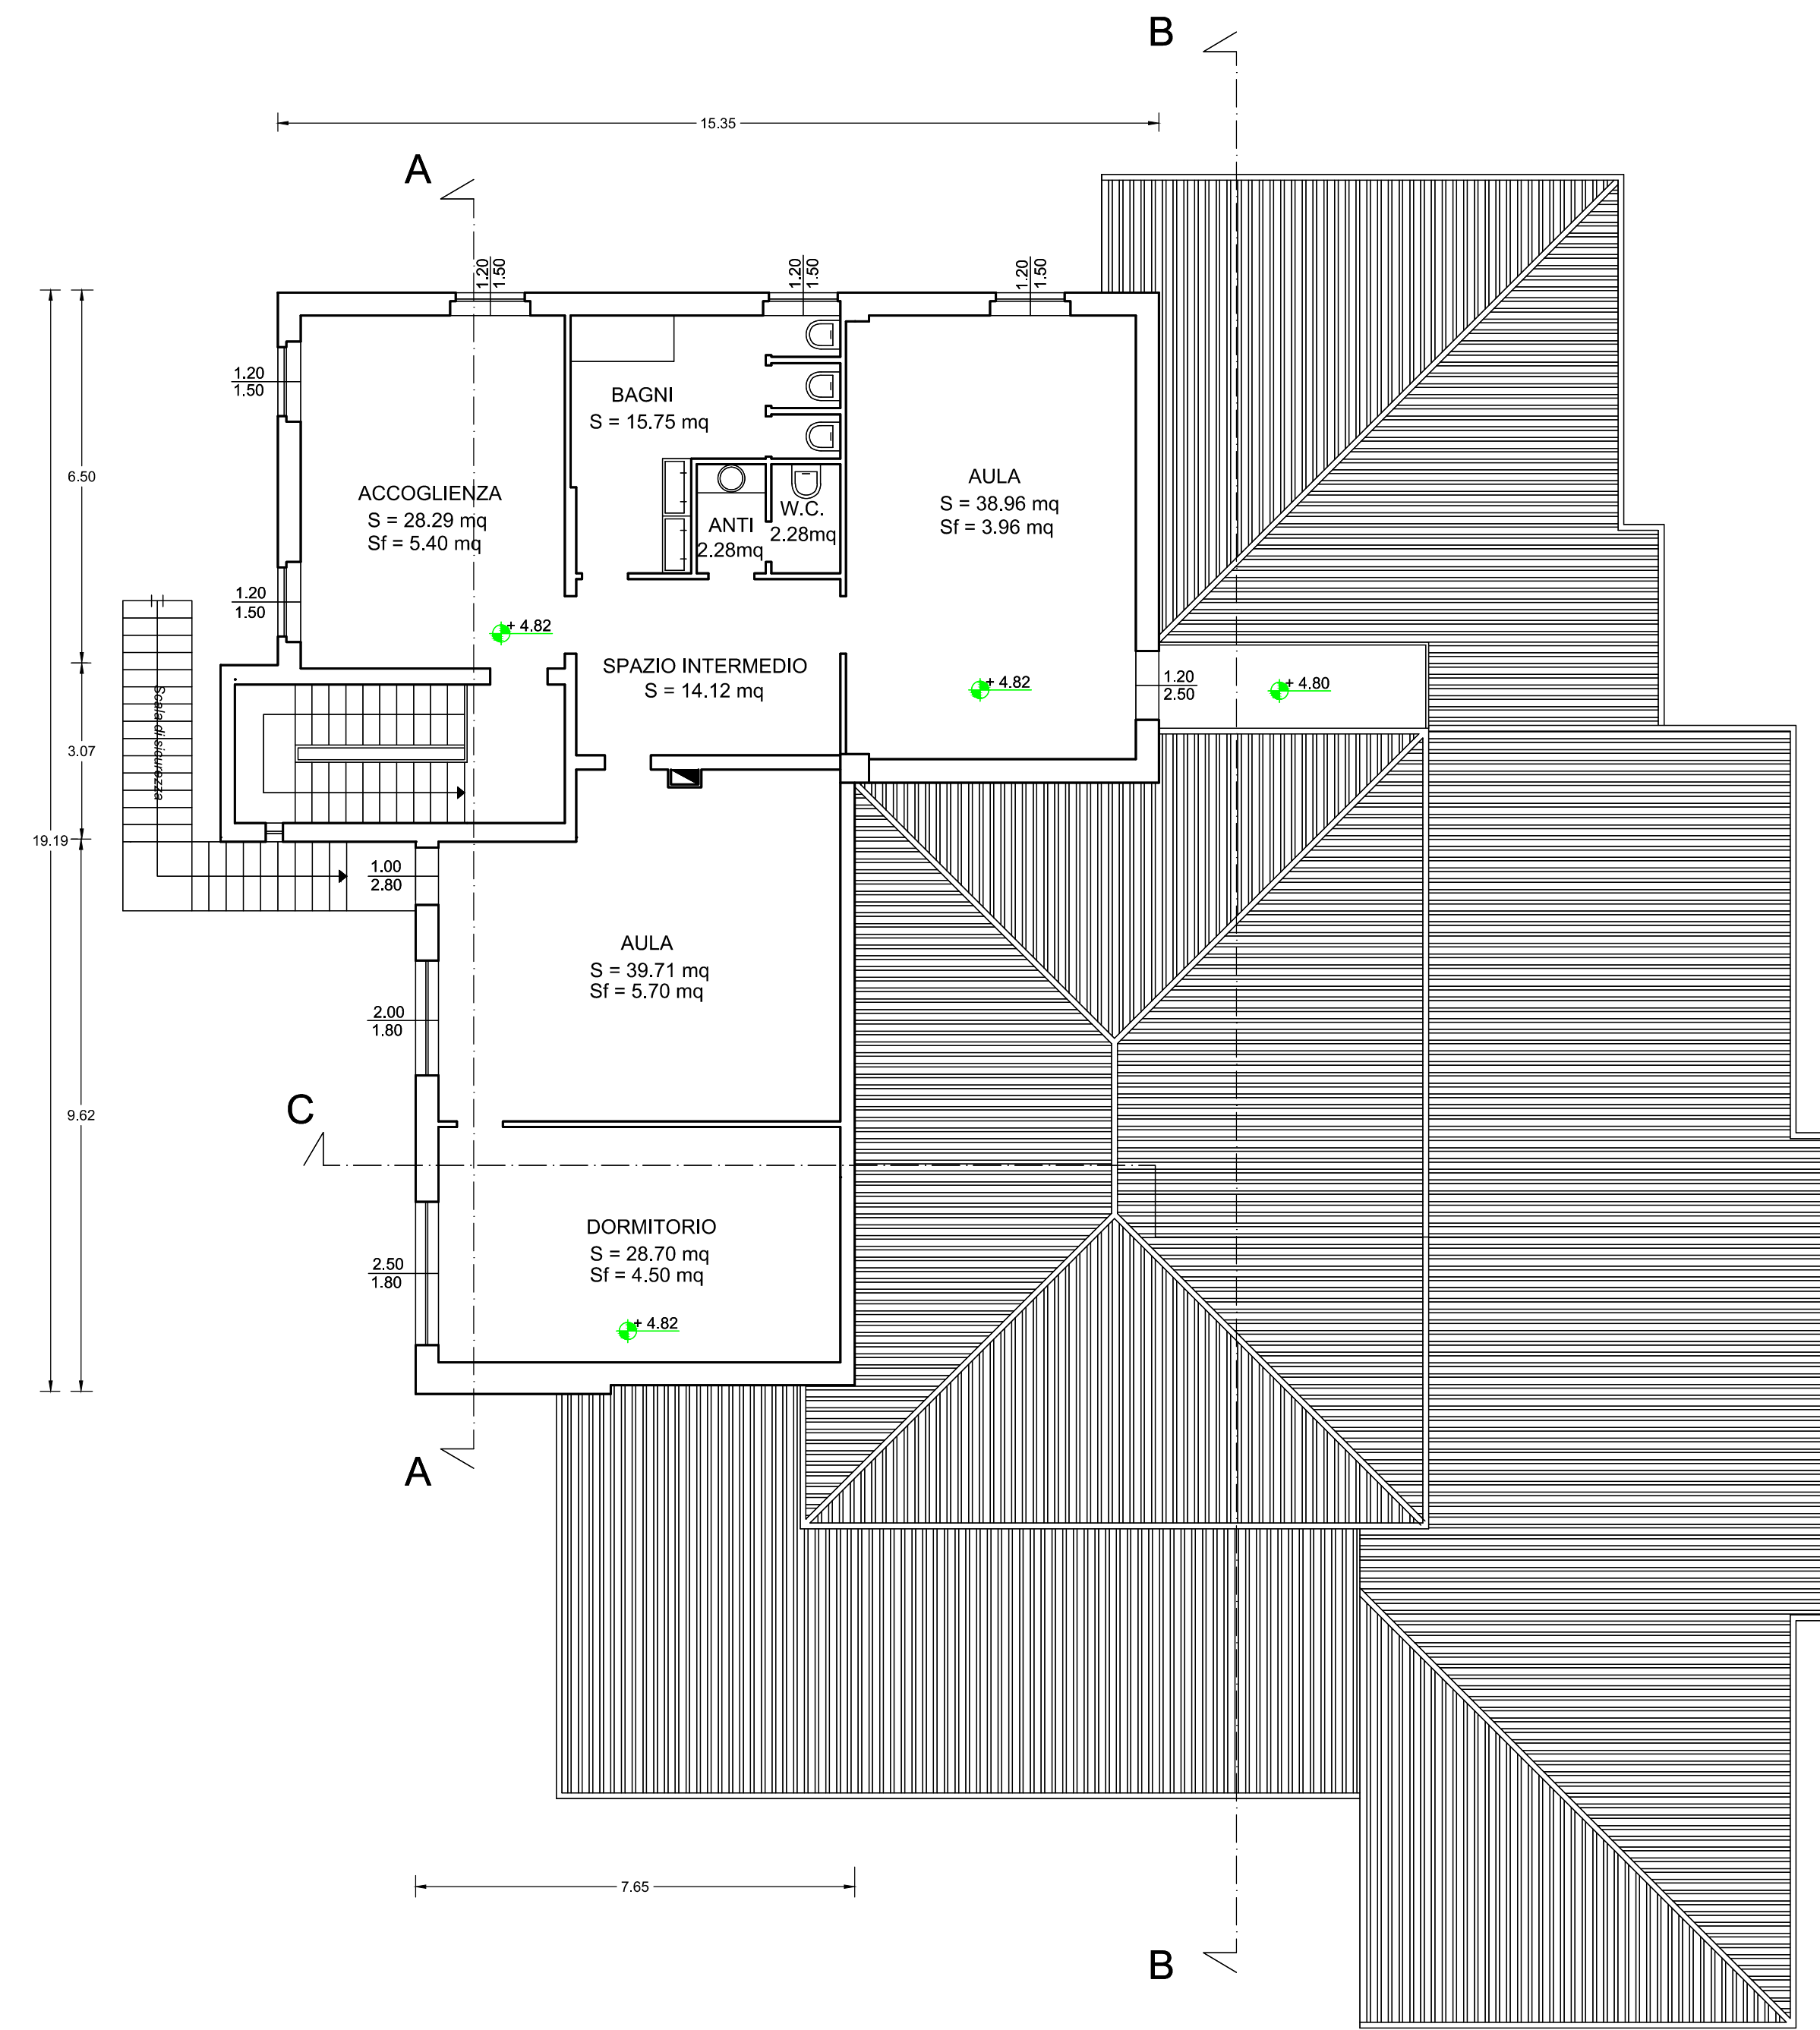 B
15.35
A
1.20
1.50
1.20
1.50
1.20
1.50
1.20
1.50
BAGNI
S = 15.75 mq
6.50
ACCOGLIENZA
S = 28.29 mq
Sf = 5.40 mq
AULA
S = 38.96 mq
Sf = 3.96 mq
W.C.
2.28mq
ANTI
2.28mq
1.20
1.50
+ 4.82
SPAZIO INTERMEDIO
S = 14.12 mq
+ 4.82
1.20
2.50
+ 4.80
Scala di sicurezza
3.07
19.19
1.00
2.80
AULA
S = 39.71 mq
Sf = 5.70 mq
2.00
1.80
C
9.62
DORMITORIO
S = 28.70 mq
Sf = 4.50 mq
2.50
1.80
+ 4.82
A
7.65
B